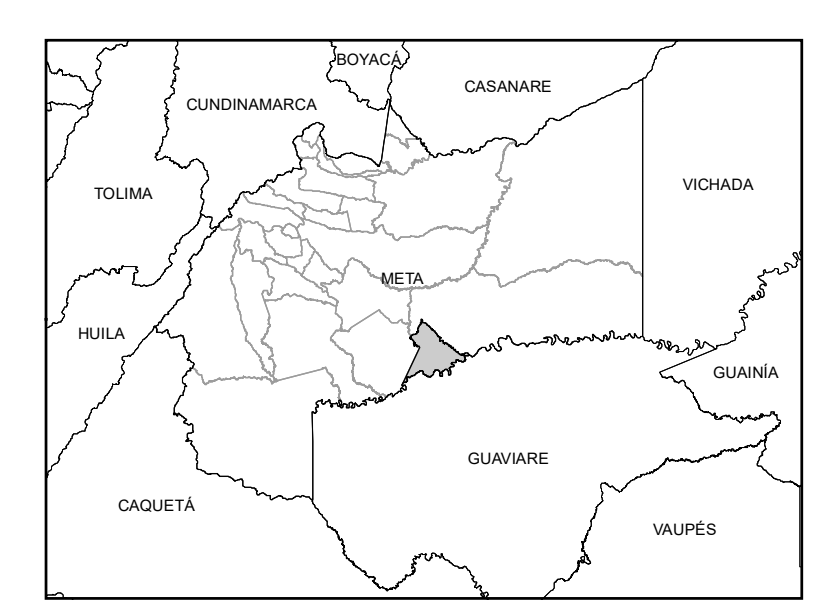 BOYACÁ
CASANARE
CUNDINAMARCA
TOLIMA
VICHADA
META
HUILA
GUAINÍA
GUAVIARE
CAQUETÁ
VAUPÉS